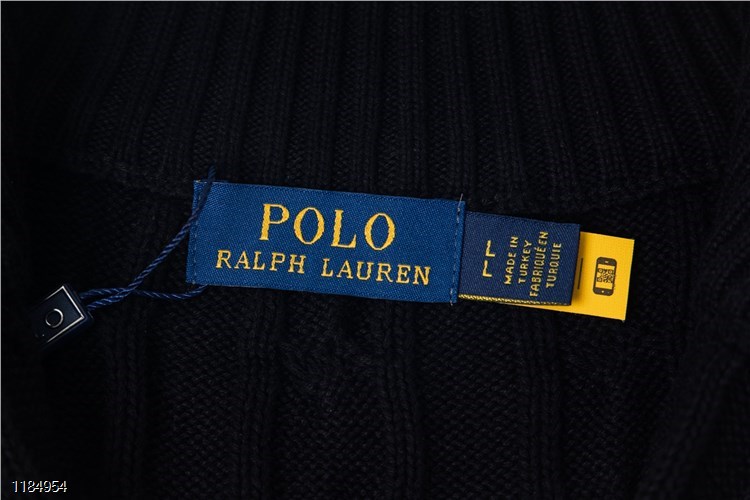 POLO
RALPH LAUREN
L
L
MADE IN
TURKEY
FABRIQUÉ EN
TURQUIE
1184954